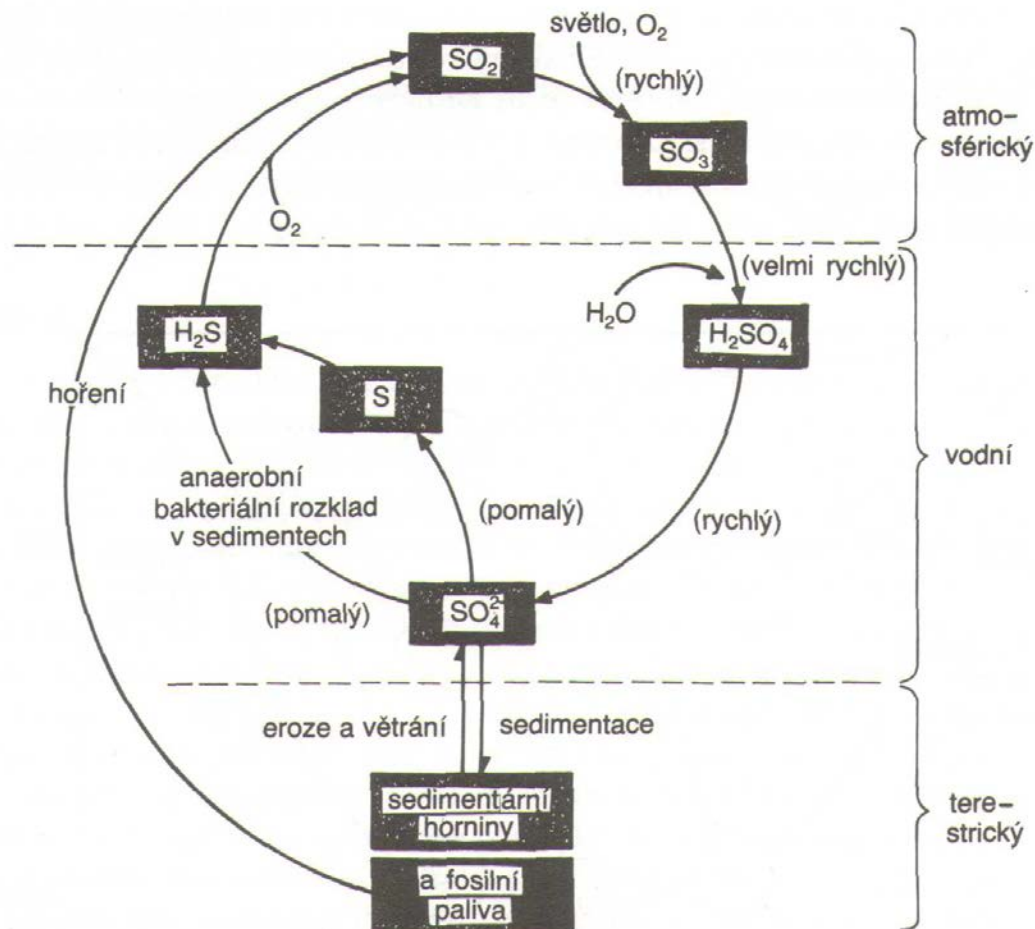 světlo, O₂
SO₂
(rychlý)
atmo-
sférický
SO₃
O₂
(velmi rychlý)
H₂O
H₂S
H₂SO₄
hoření
S
vodní
anaerobní
bakteriální rozklad
v sedimentech
(pomalý)
(rychlý)
(pomalý)
SO₄²⁻
eroze a větrání
sedimentace
sedimentární
horniny
tere-
strický
a fosilní
paliva